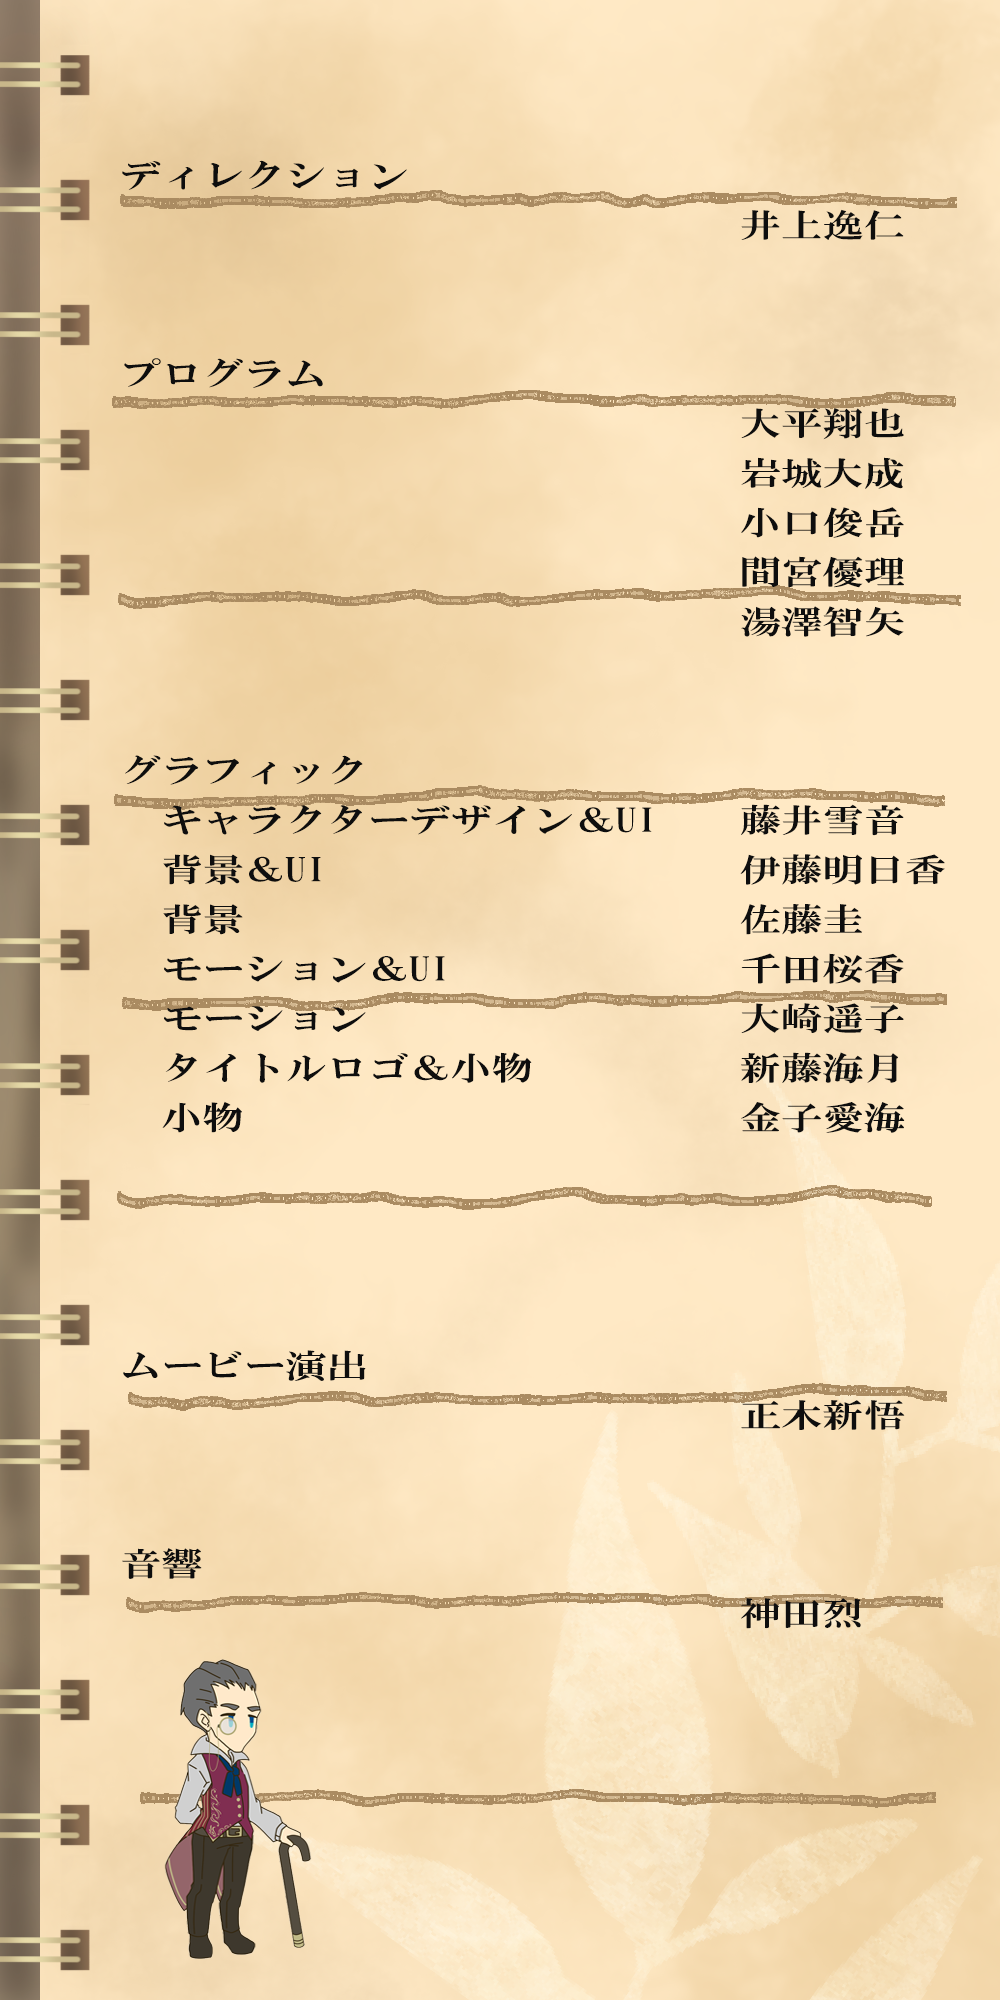 ディレクション
井上逸仁
プログラム
大平翔也
岩城大成
小口俊岳
間宮優理
湯澤智矢
グラフィック
キャラクターデザイン&UI 藤井雪音
背景&UI 伊藤明日香
背景 佐藤圭
モーション&UI 千田桜香
モーション 大崎遥子
タイトルロゴ&小物 新藤海月
小物 金子愛海
ムービー演出
正木新悟
音響
神田烈